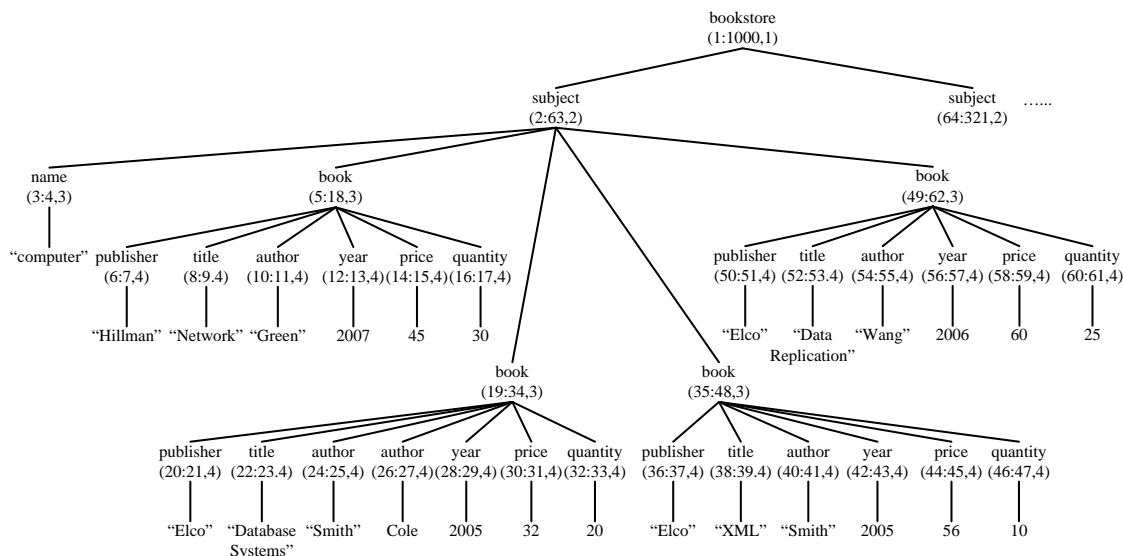 bookstore
(1:1000,1)
subject
(2:63,2)
subject
(64:321,2)
…...
name
(3:4,3)
book
(5:18,3)
book
(49:62,3)
“computer”
publisher
(6:7,4)
title
(8:9.4)
author
(10:11,4)
year
(12:13,4)
price
(14:15,4)
quantity
(16:17,4)
publisher
(50:51,4)
title
(52:53.4)
author
(54:55,4)
year
(56:57,4)
price
(58:59,4)
quantity
(60:61,4)
“Hillman”
“Network”
“Green”
2007
45
30
“Elco”
“Data
Replication”
“Wang”
2006
60
25
book
(19:34,3)
book
(35:48,3)
publisher
(20:21,4)
title
(22:23.4)
author
(24:25,4)
author
(26:27,4)
year
(28:29,4)
price
(30:31,4)
quantity
(32:33,4)
publisher
(36:37,4)
title
(38:39.4)
author
(40:41,4)
year
(42:43,4)
price
(44:45,4)
quantity
(46:47,4)
“Elco”
“Database
Systems”
“Smith”
Cole
2005
32
20
“Elco”
“XML”
“Smith”
2005
56
10